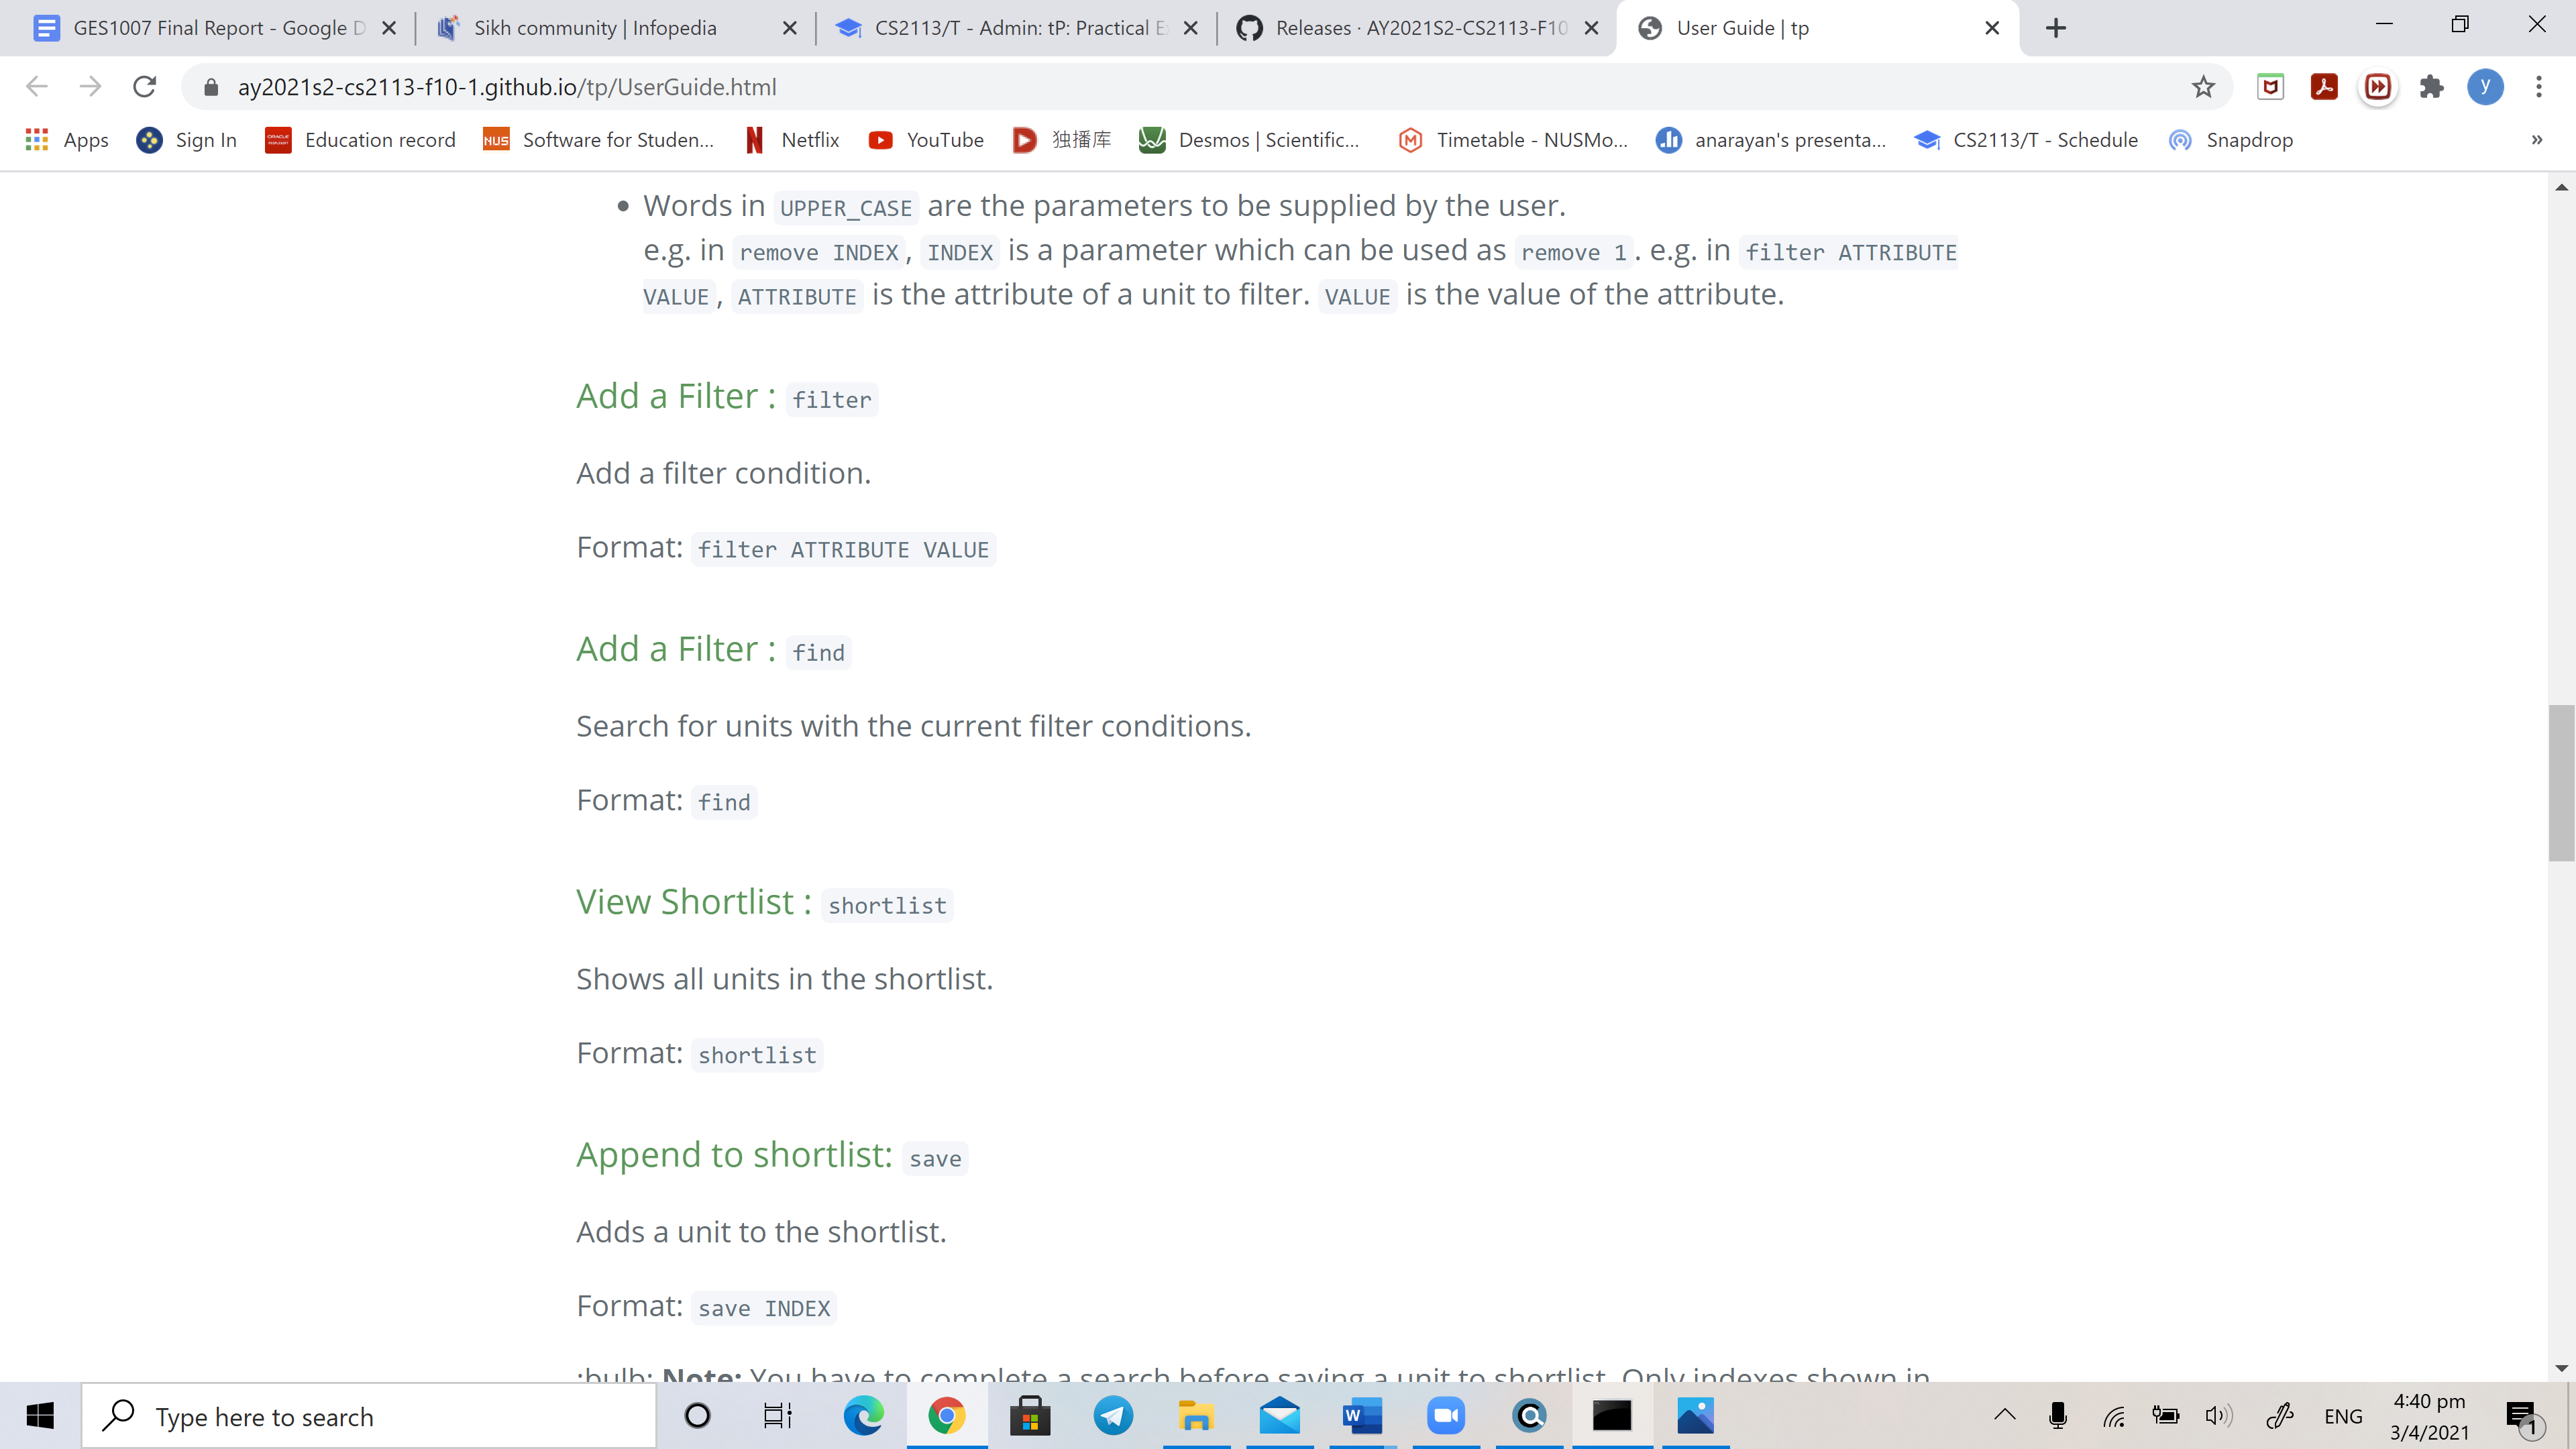 GES1007 Final Report - Google D
Sikh community | Infopedia
CS2113/T - Admin: tP: Practical E
Releases · AY2021S2-CS2113-F10
User Guide | tp
ay2021s2-cs2113-f10-1.github.io/tp/UserGuide.html
y
Apps
Sign In
Education record
NUS
Software for Studen...
Netflix
YouTube
独播库
Desmos | Scientific...
Timetable - NUSMo...
anarayan's presenta...
CS2113/T - Schedule
Snapdrop
»
Words in UPPER_CASE are the parameters to be supplied by the user.
e.g. in remove INDEX, INDEX is a parameter which can be used as remove 1. e.g. in filter ATTRIBUTE
VALUE, ATTRIBUTE is the attribute of a unit to filter. VALUE is the value of the attribute.
Add a Filter : filter
Add a filter condition.
Format: filter ATTRIBUTE VALUE
Add a Filter : find
Search for units with the current filter conditions.
Format: find
View Shortlist : shortlist
Shows all units in the shortlist.
Format: shortlist
Append to shortlist: save
Adds a unit to the shortlist.
Format: save INDEX
:bulb: Note: You have to complete a search before saving a unit to shortlist. Only indexes shown in
Type here to search
W
ENG
4:40 pm
3/4/2021
1